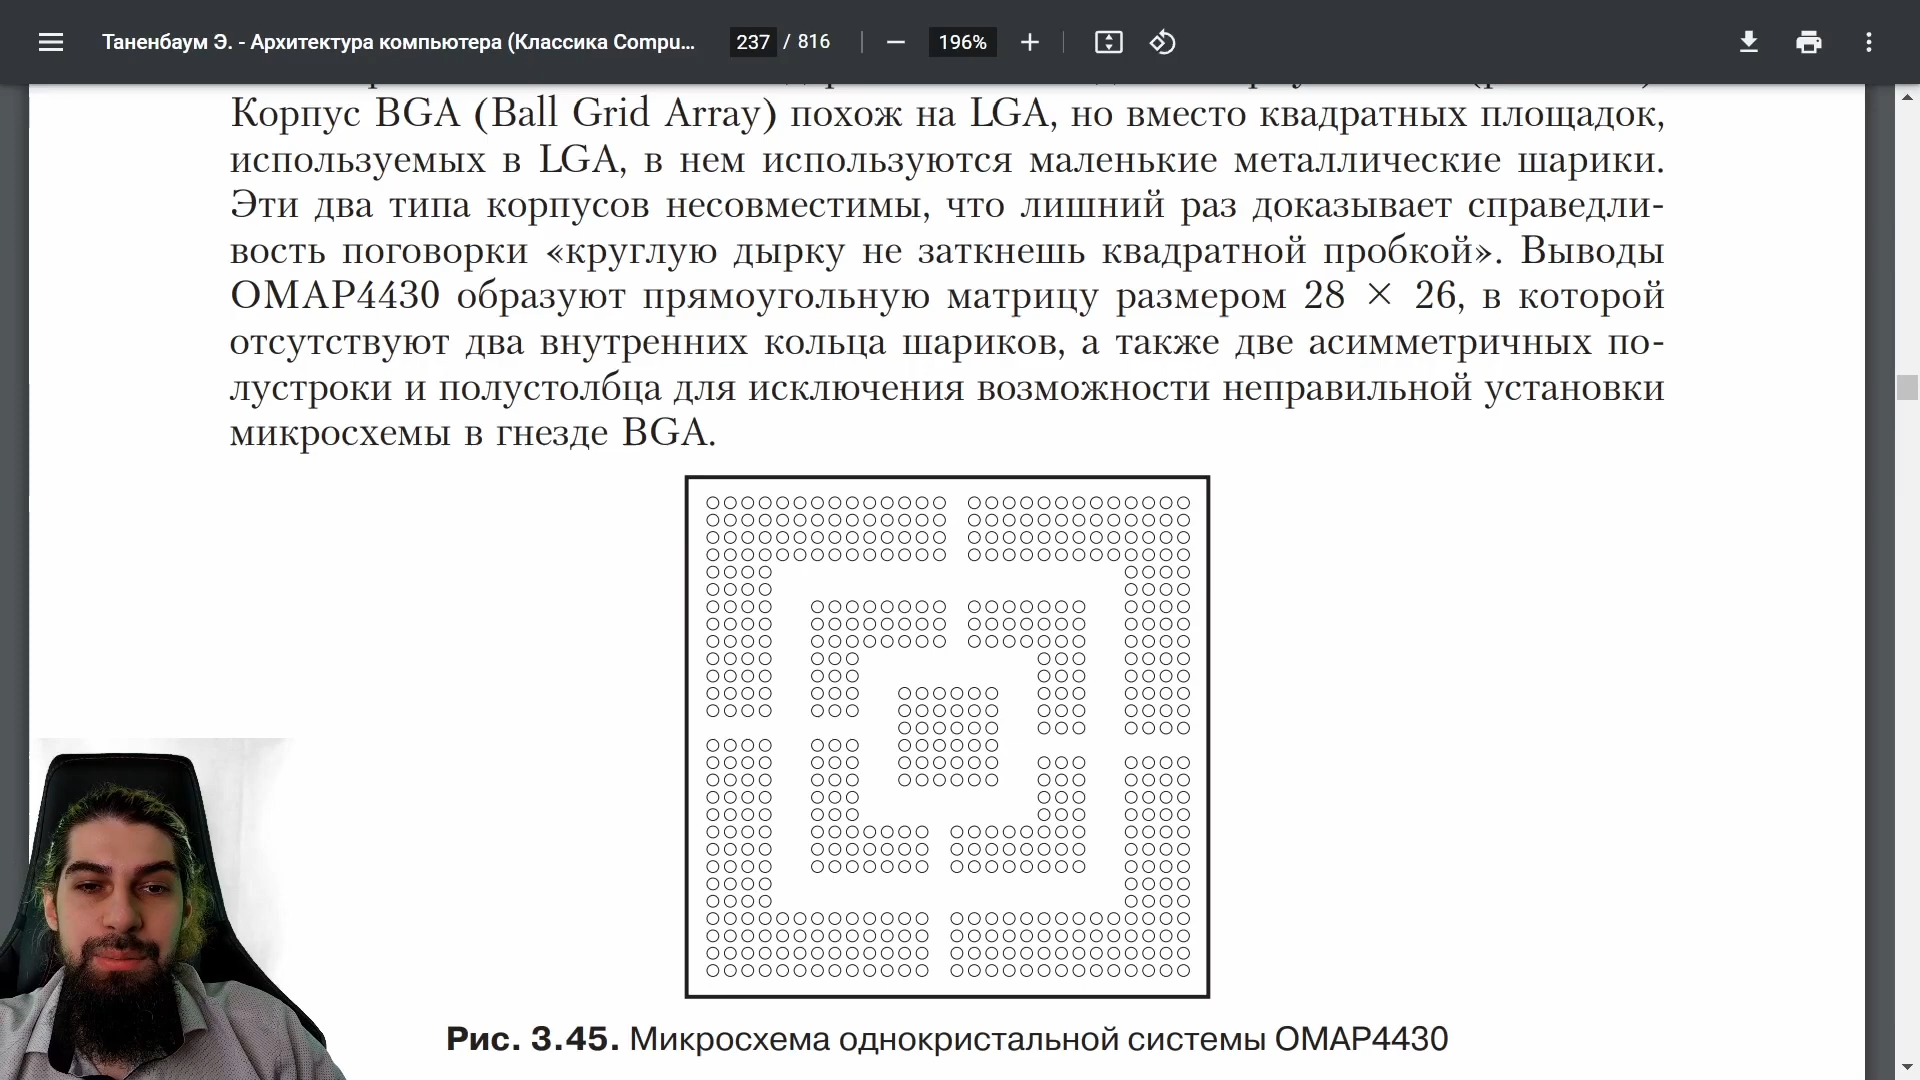 Таненбаум Э. - Архитектура компьютера (Классика Compu...
237 / 816
196%
Корпус BGA (Ball Grid Array) похож на LGA, но вместо квадратных площадок,
используемых в LGA, в нем используются маленькие металлические шарики.
Эти два типа корпусов несовместимы, что лишний раз доказывает справедли-
вость поговорки «круглую дырку не заткнешь квадратной пробкой». Выводы
OMAP4430 образуют прямоугольную матрицу размером 28 × 26, в которой
отсутствуют два внутренних кольца шариков, а также две асимметричных по-
лустроки и полустолбца для исключения возможности неправильной установки
микросхемы в гнезде BGA.
Рис. 3.45. Микросхема однокристальной системы OMAP4430